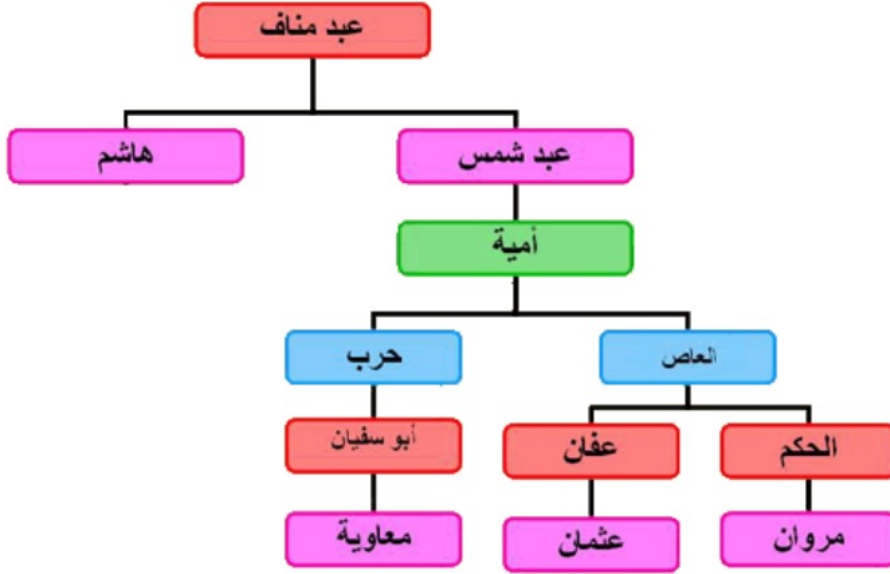 عبد مناف
عبد شمس
هاشم
أمية
العاص
حرب
الحكم
عفان
أبو سفيان
مروان
عثمان
معاوية